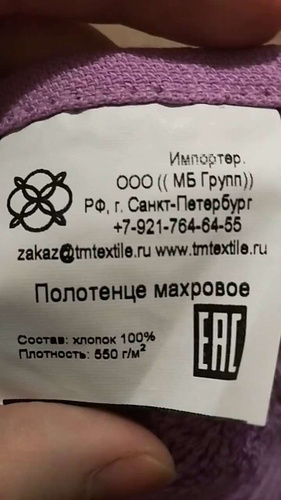 Импортер.
ООО (( МБ Групп))
РФ, г. Санкт-Петербург
+7-921-764-64-55
zakaz@tmtextile.ru www.tmtextile.ru
Полотенце махровое
Состав: хлопок 100%
Плотность: 550 г/м²
ЕАС